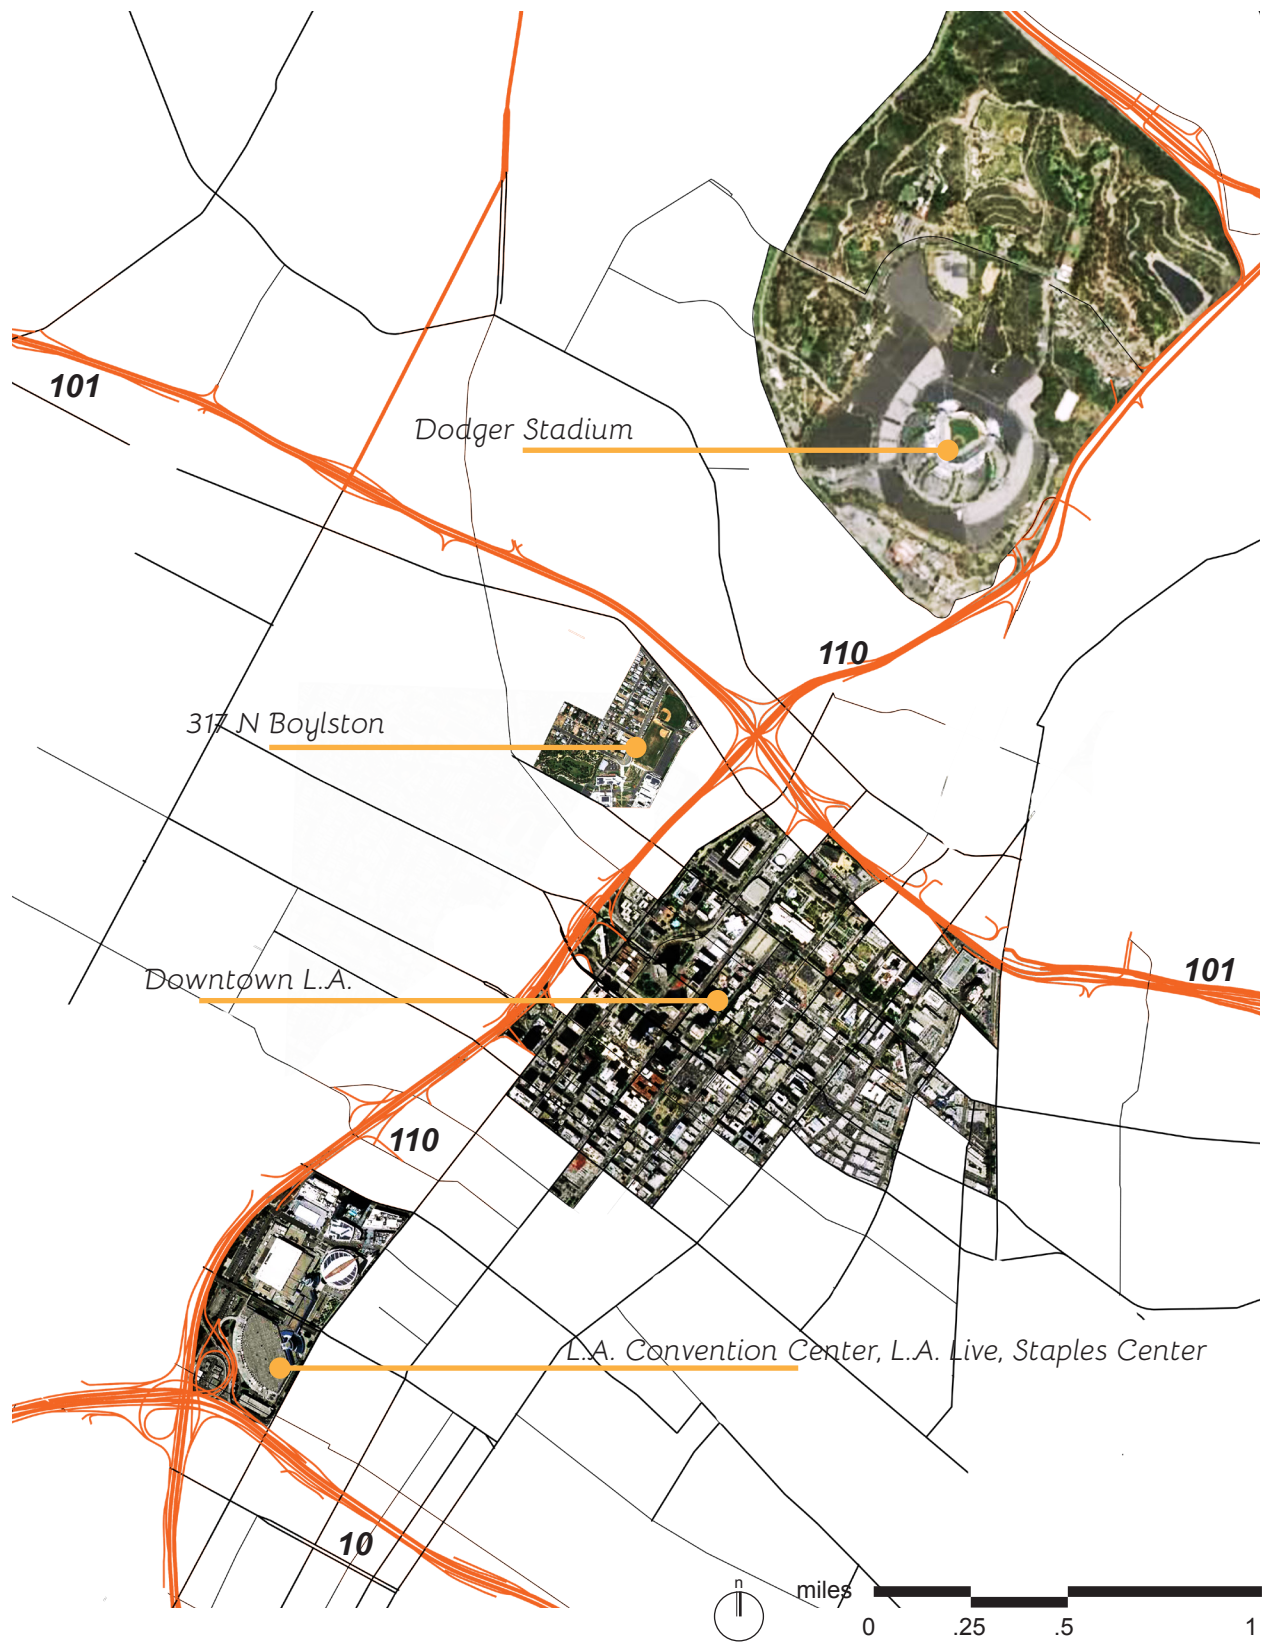 101
Dodger Stadium
110
317 N Boylston
Downtown L.A.
101
110
L.A. Convention Center, L.A. Live, Staples Center
10
n
miles
0 .25 .5 1